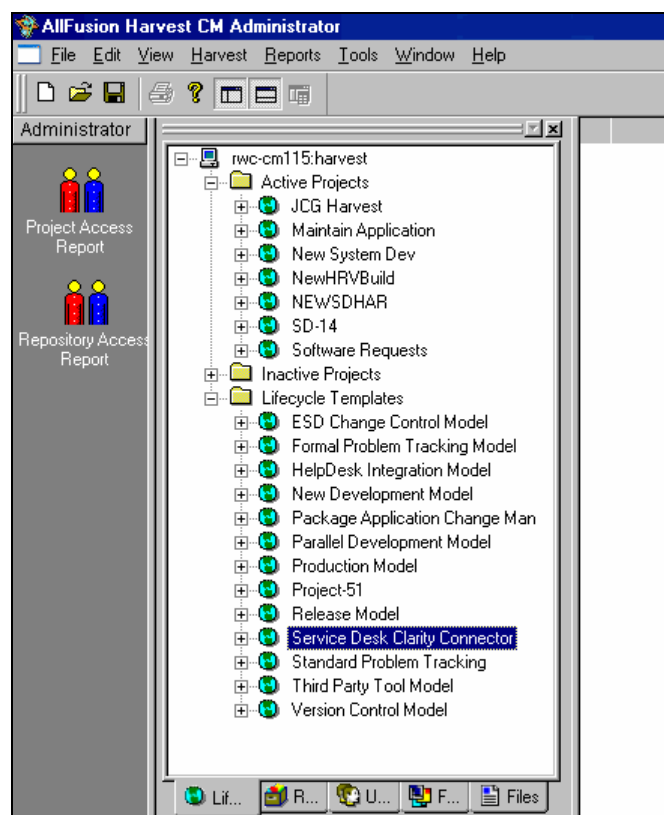 AllFusion Harvest CM Administrator
File Edit View Harvest Reports Tools Window Help
Administrator
Project Access
Report
Repository Access
Report
rwc-cm115:harvest
Active Projects
JCG Harvest
Maintain Application
New System Dev
NewHRVBuild
NEWSDHAR
SD-14
Software Requests
Inactive Projects
Lifecycle Templates
ESD Change Control Model
Formal Problem Tracking Model
HelpDesk Integration Model
New Development Model
Package Application Change Man
Parallel Development Model
Production Model
Project-51
Release Model
Service Desk Clarity Connector
Standard Problem Tracking
Third Party Tool Model
Version Control Model
Lif... R... U... F... Files